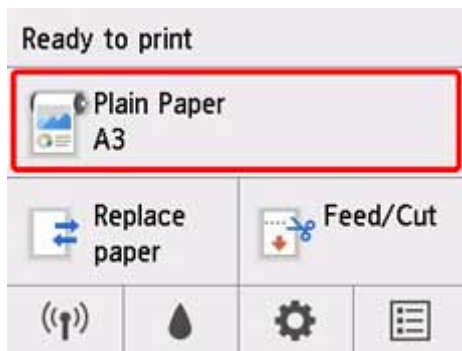 Ready to print
Plain Paper
A3
Replace
paper
Feed/Cut